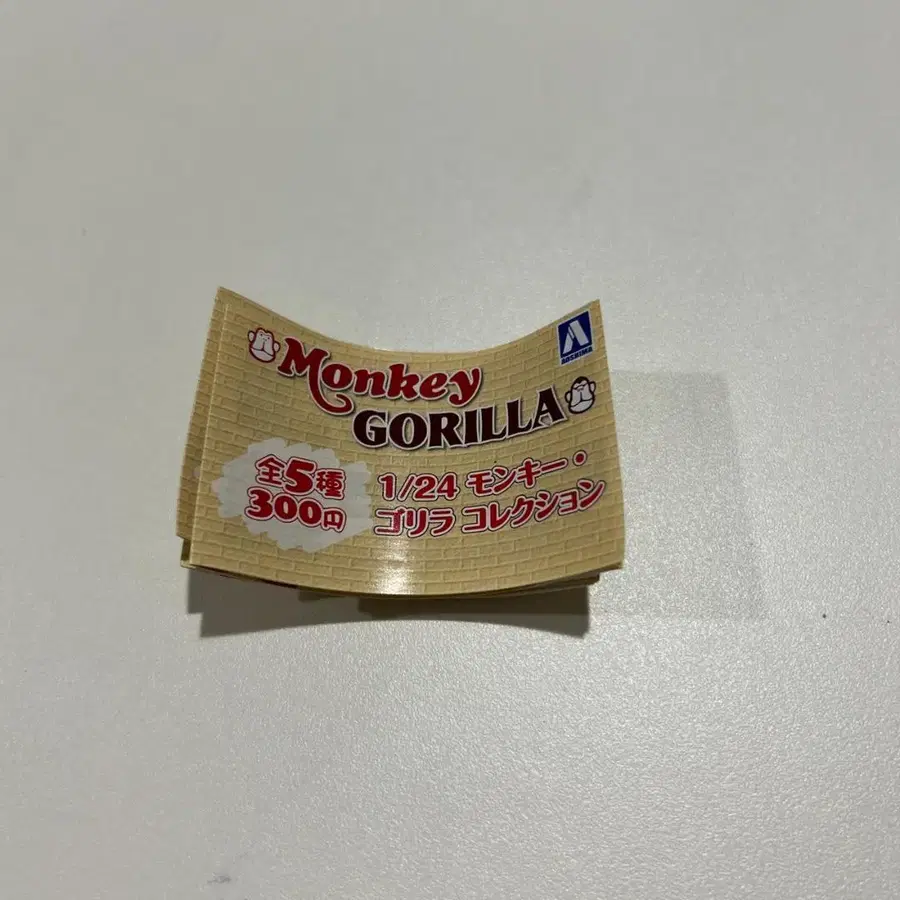 AOSHIMA
Monkey
GORILLA
全5種
300円
1/24 モンキー・
ゴリラ コレクション